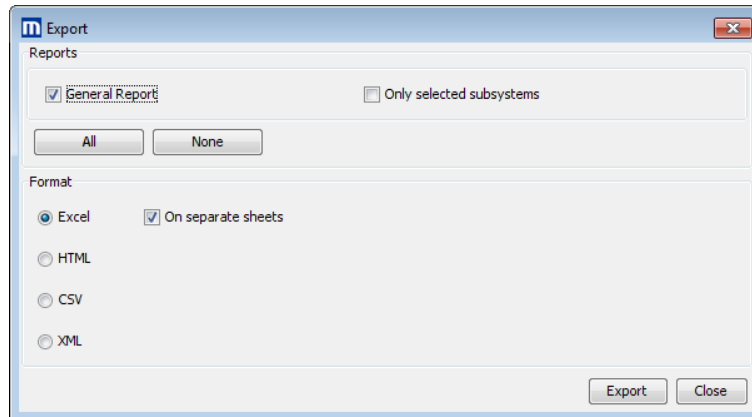 m Export
Reports
General Report Only selected subsystems
All None
Format
Excel On separate sheets
HTML
CSV
XML
Export Close